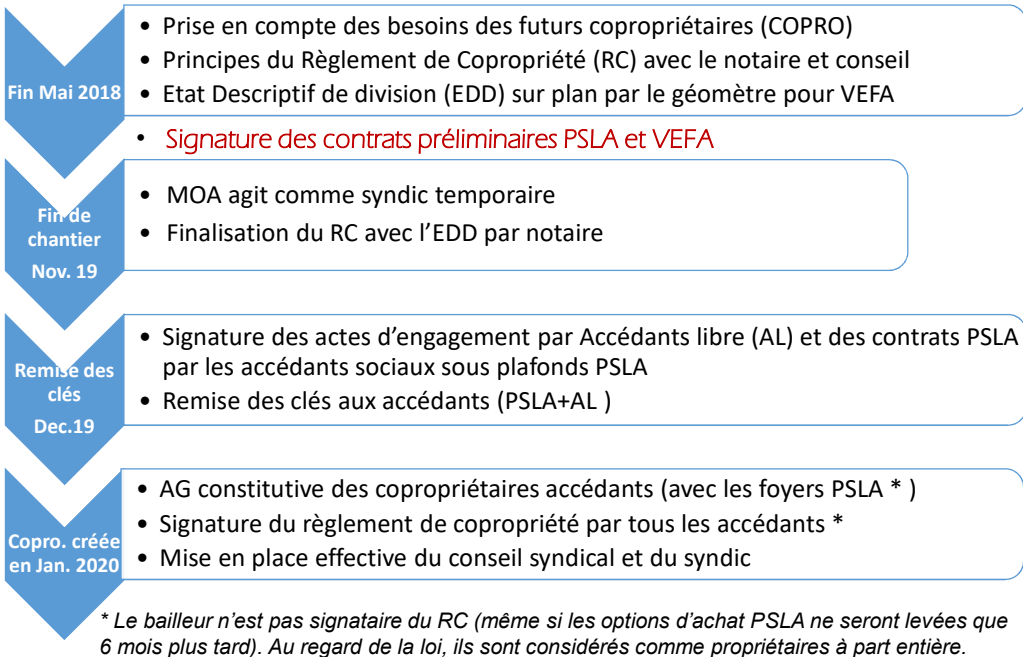 Fin Mai 2018
• Prise en compte des besoins des futurs copropriétaires (COPRO)
• Principes du Règlement de Copropriété (RC) avec le notaire et conseil
• Etat Descriptif de division (EDD) sur plan par le géomètre pour VEFA
• Signature des contrats préliminaires PSLA et VEFA
Fin de
chantier
Nov. 19
• MOA agit comme syndic temporaire
• Finalisation du RC avec l'EDD par notaire
Remise des
clés
Dec.19
• Signature des actes d'engagement par Accédants libre (AL) et des contrats PSLA
par les accédants sociaux sous plafonds PSLA
• Remise des clés aux accédants (PSLA+AL )
Copro. créée
en Jan. 2020
• AG constitutive des copropriétaires accédants (avec les foyers PSLA * )
• Signature du règlement de copropriété par tous les accédants *
• Mise en place effective du conseil syndical et du syndic
* Le bailleur n'est pas signataire du RC (même si les options d'achat PSLA ne seront levées que
6 mois plus tard). Au regard de la loi, ils sont considérés comme propriétaires à part entière.